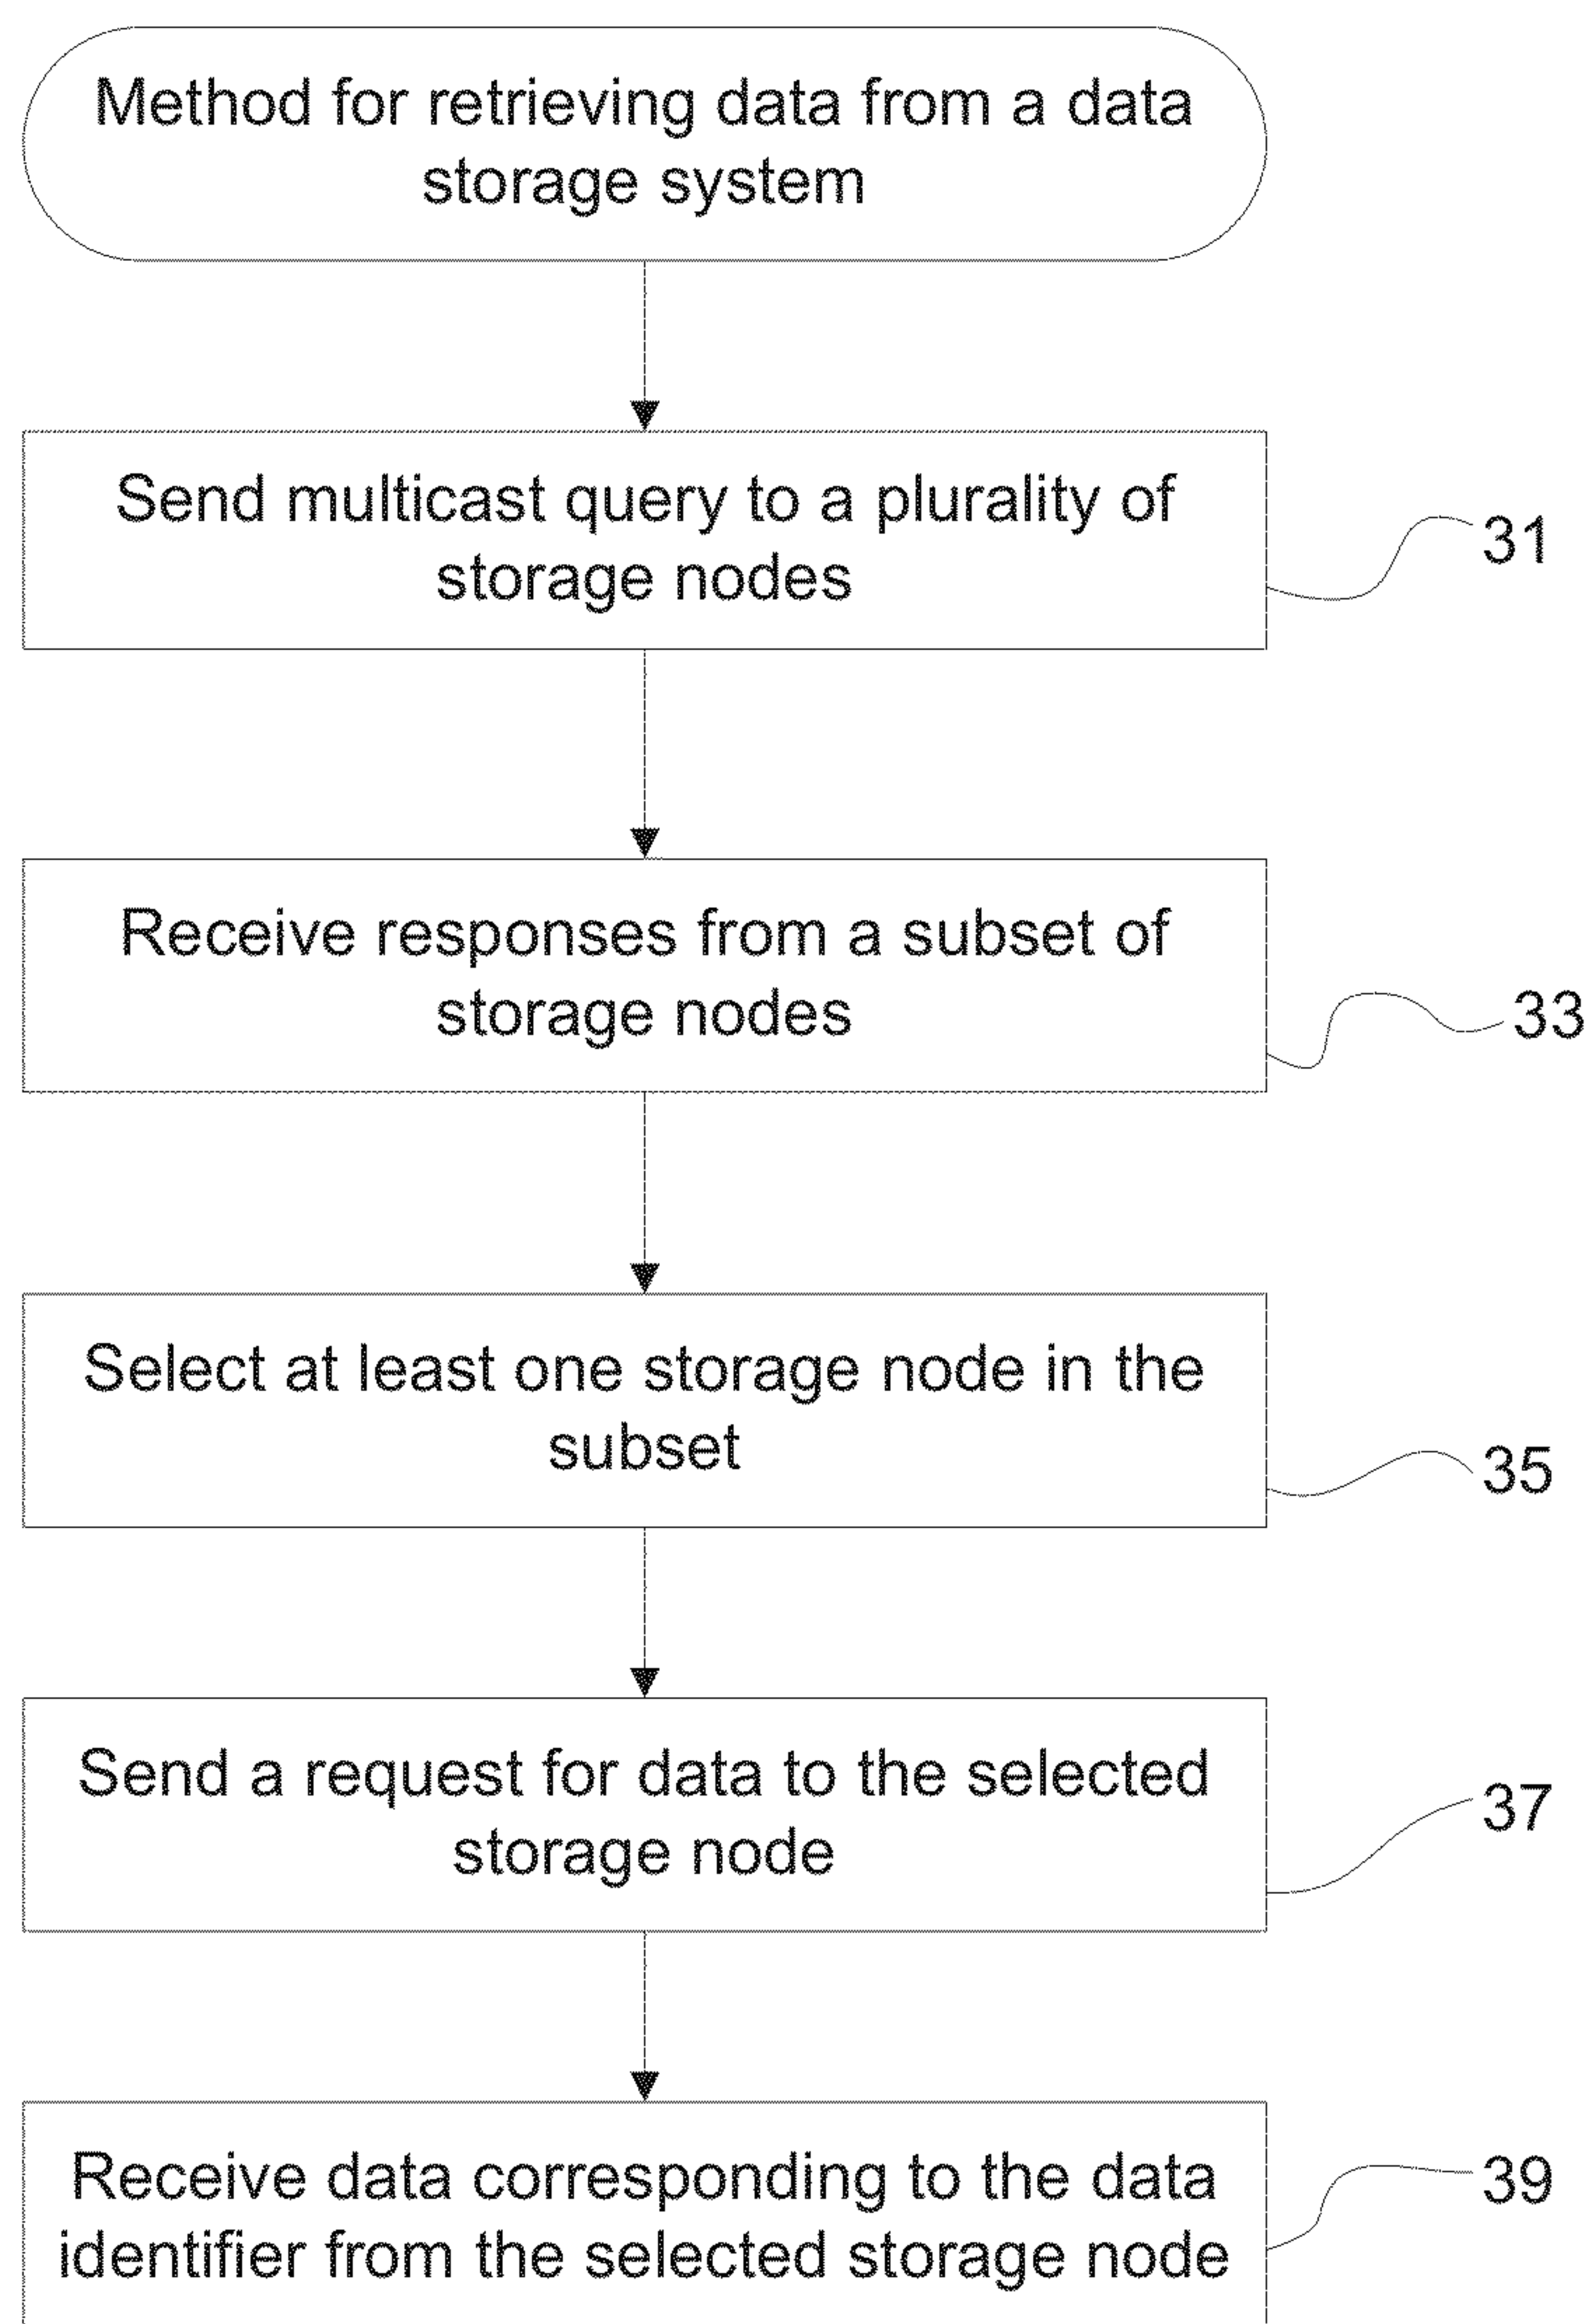 Method for retrieving data from a data
storage system
Send multicast query to a plurality of
storage nodes
31
Receive responses from a subset of
storage nodes
33
Select at least one storage node in the
subset
35
Send a request for data to the selected
storage node
37
Receive data corresponding to the data
identifier from the selected storage node
39